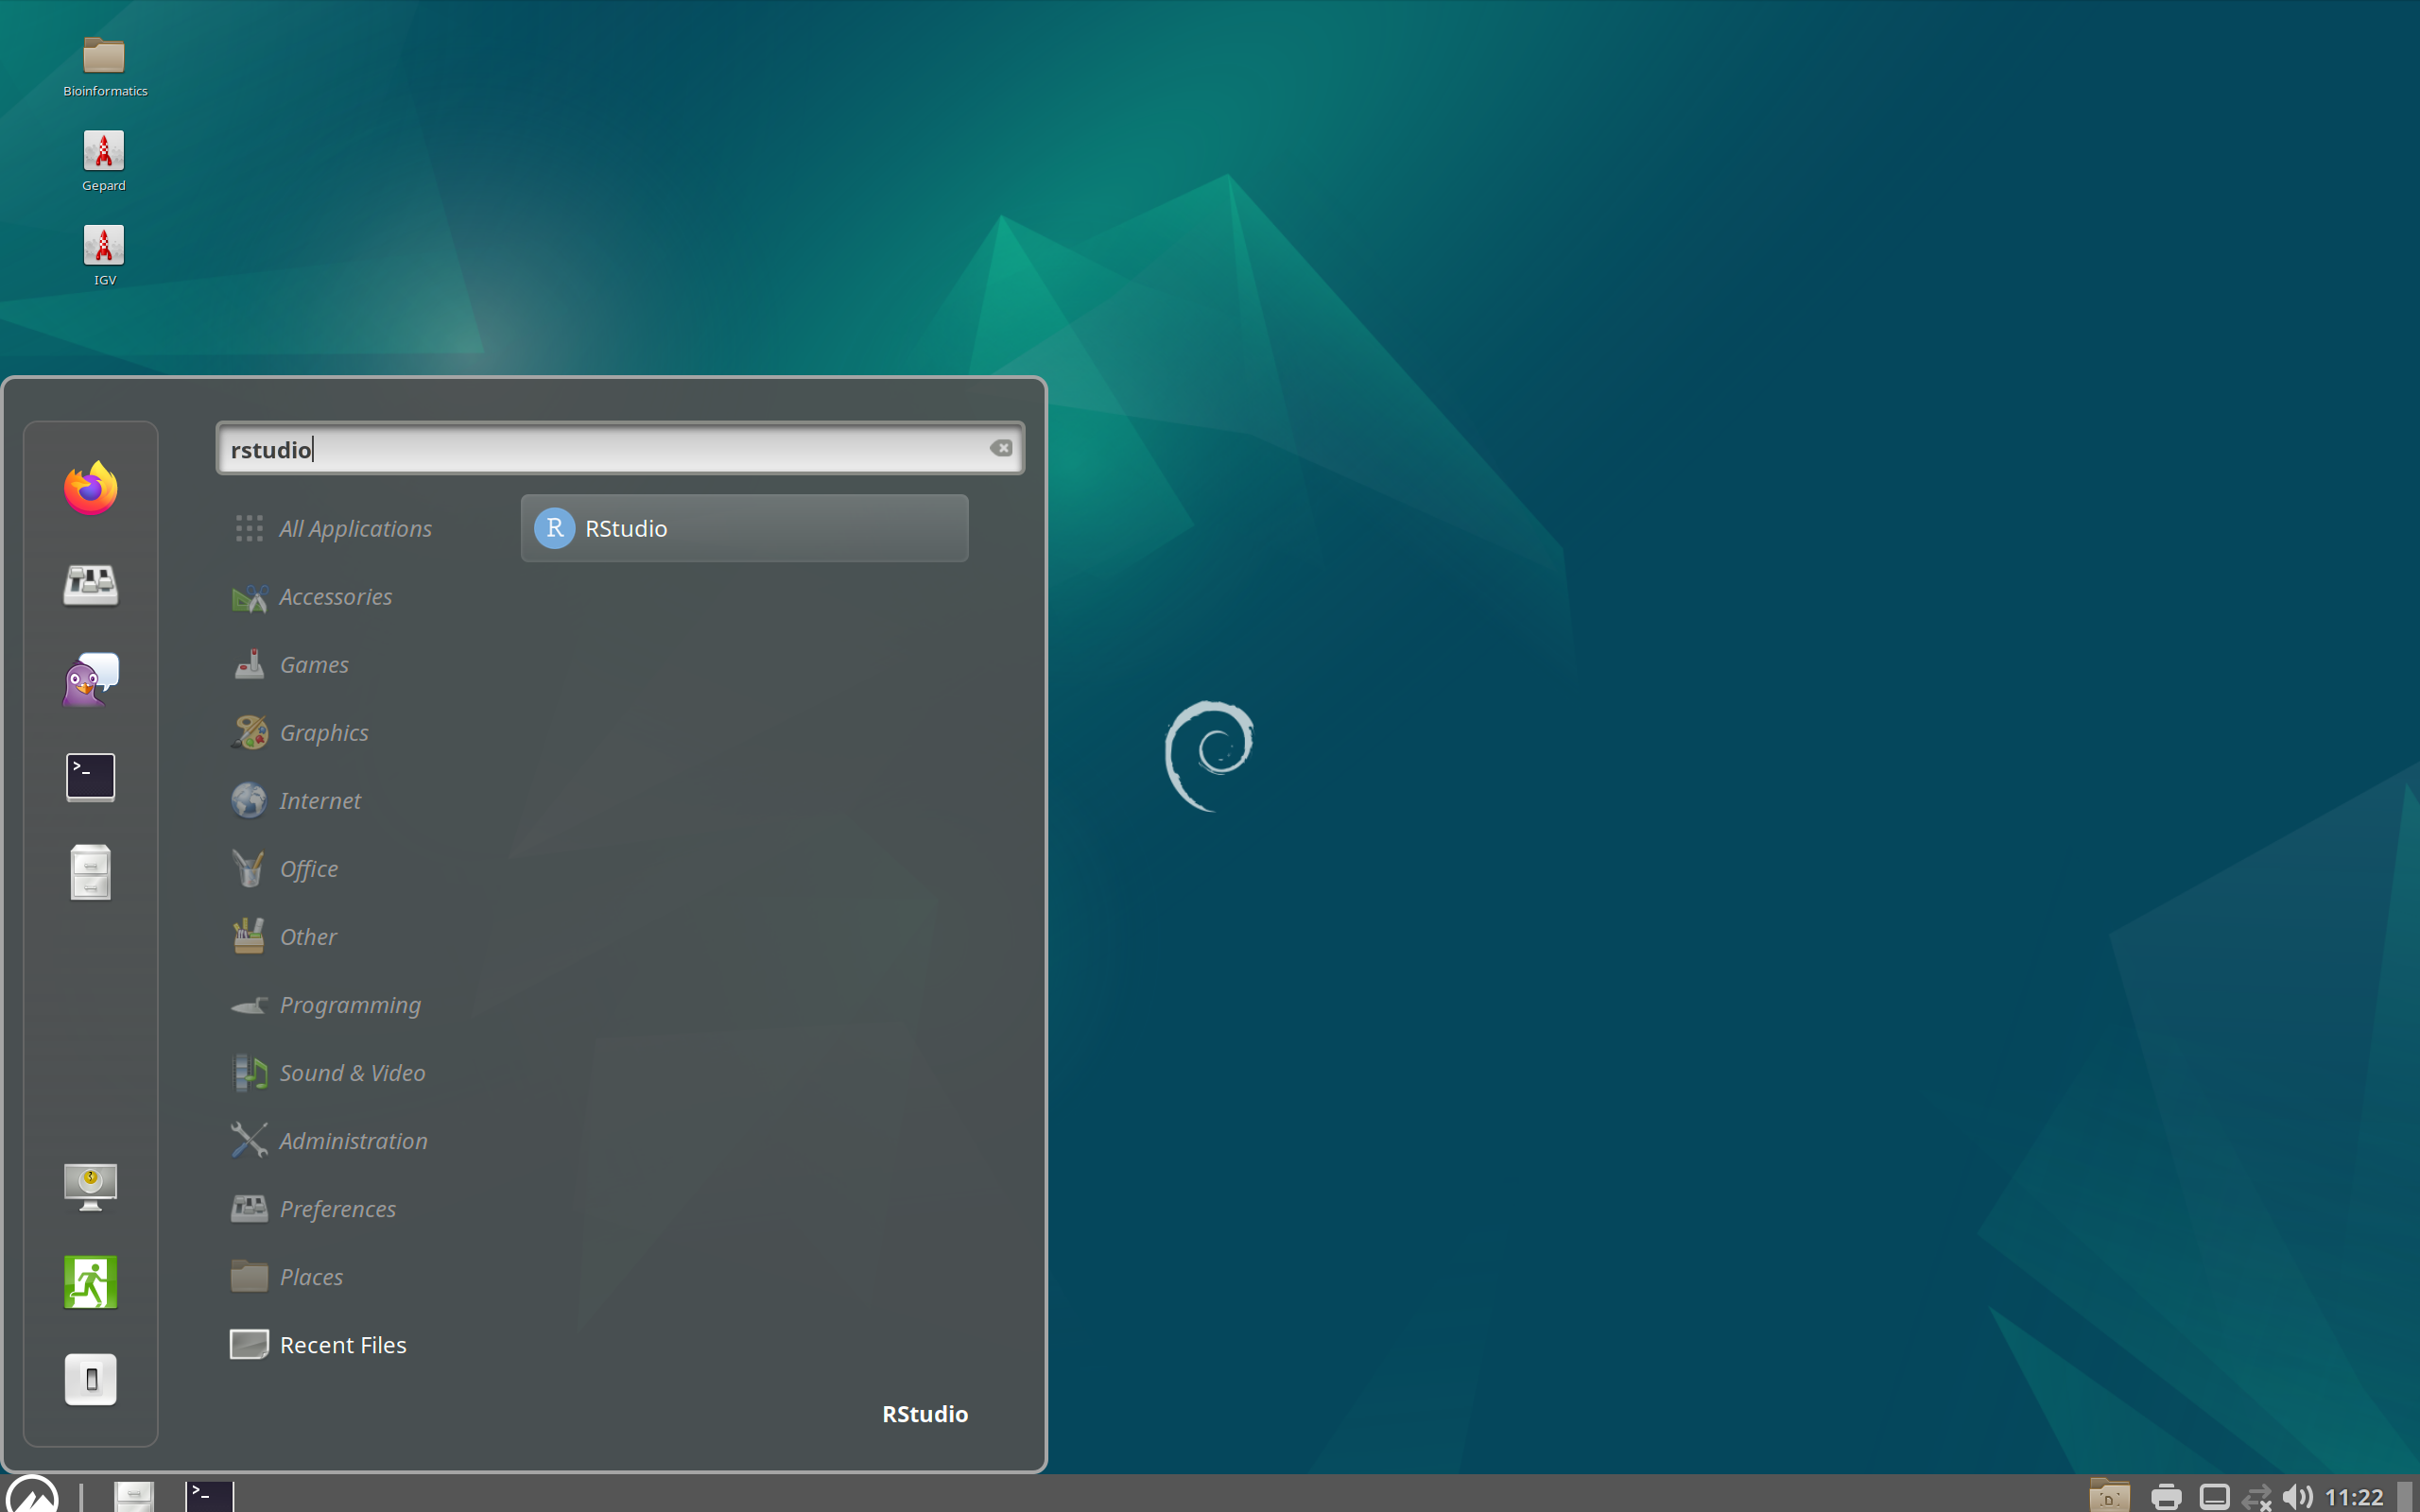 Bioinformatics
Gepard
IGV
rstudio
All Applications
RStudio
Accessories
Games
Graphics
Internet
Office
Other
Programming
Sound & Video
Administration
Preferences
Places
Recent Files
RStudio
11:22